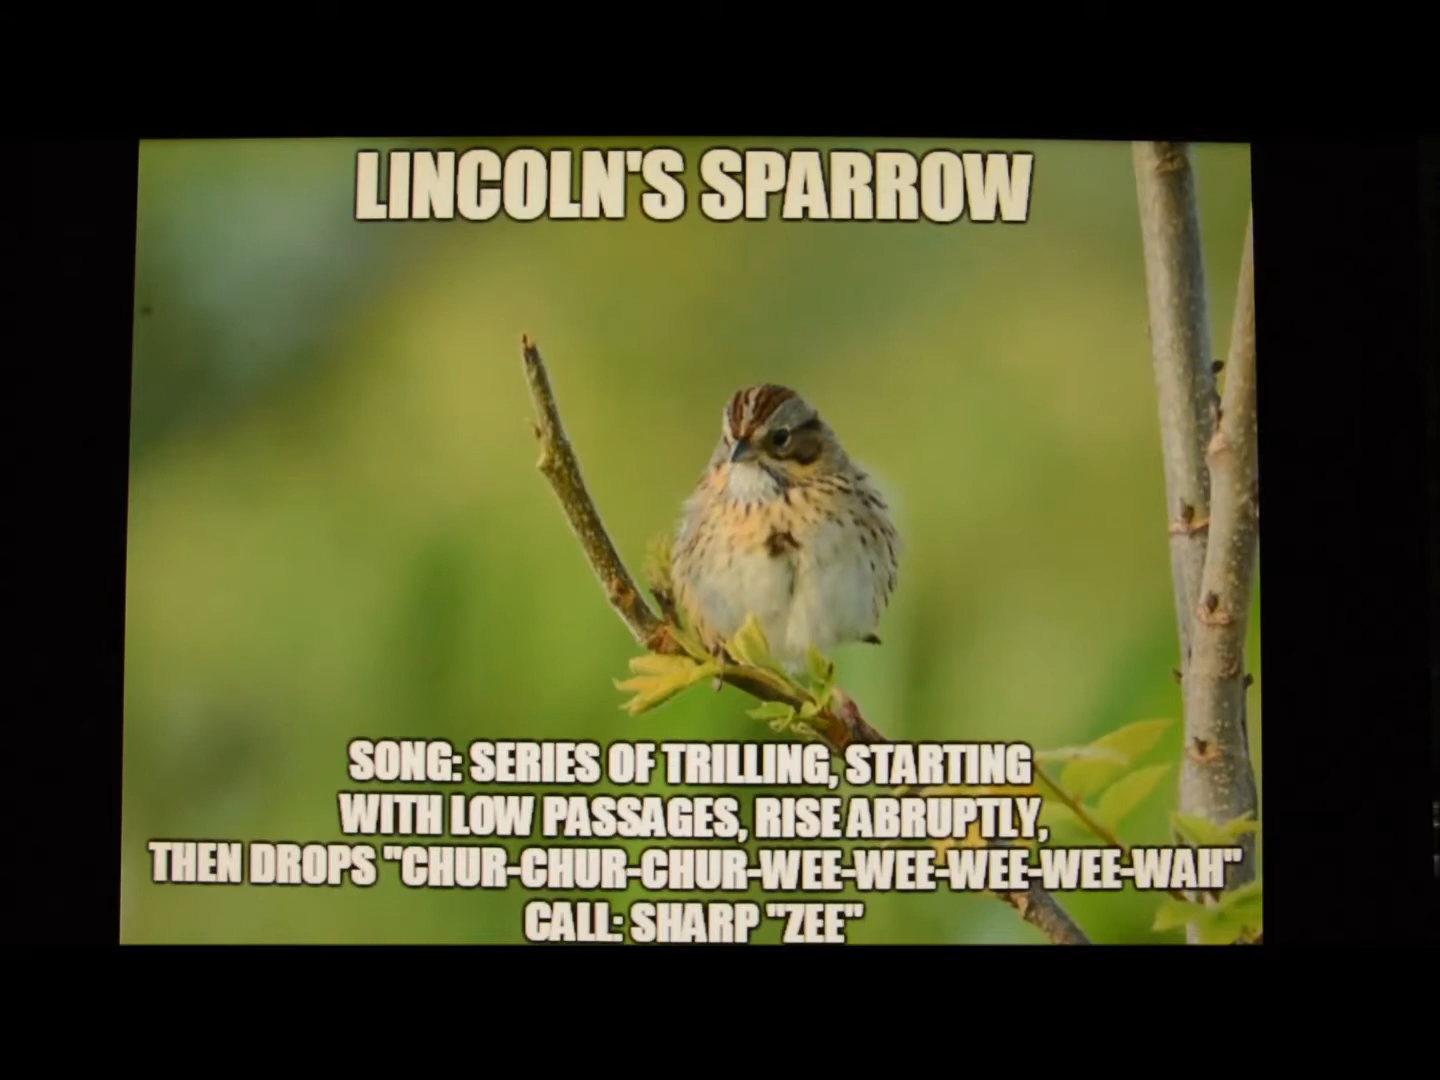 LINCOLN'S SPARROW
SONG: SERIES OF TRILLING, STARTING
WITH LOW PASSAGES, RISE ABRUPTLY,
THEN DROPS "CHUR-CHUR-CHUR-WEE-WEE-WEE-WEE-WAH"
CALL: SHARP "ZEE"